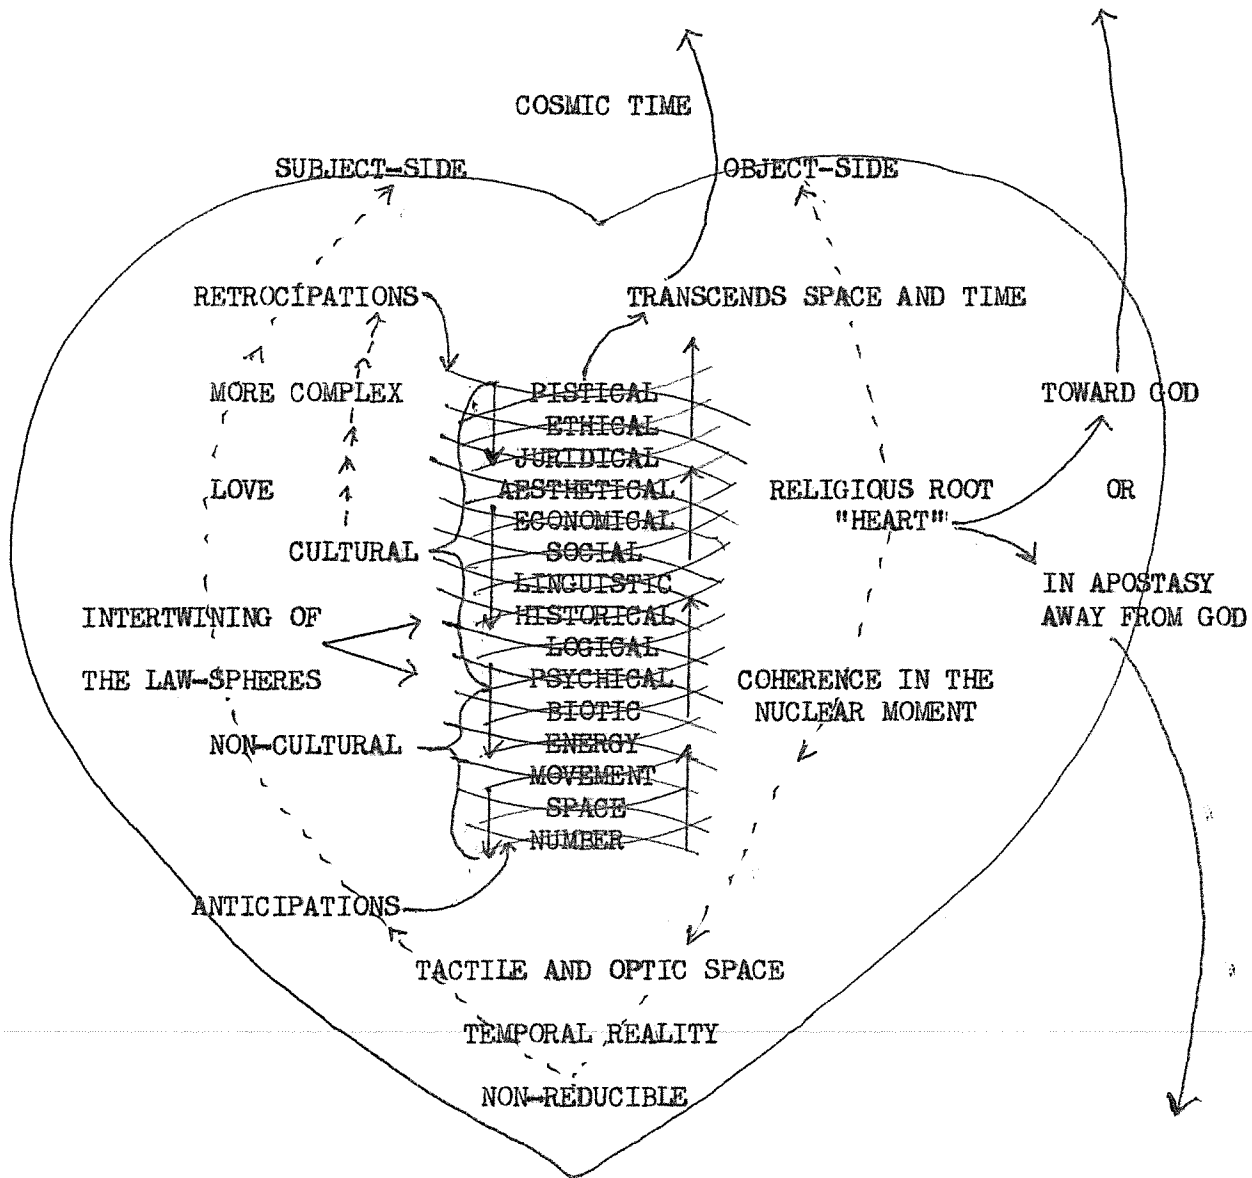 COSMIC TIME
SUBJECT-SIDE
OBJECT-SIDE
RETROCIPATIONS
TRANSCENDS SPACE AND TIME
MORE COMPLEX
PISTICAL
TOWARD GOD
ETHICAL
JURIDICAL
LOVE
AESTHETICAL
RELIGIOUS ROOT
OR
ECONOMICAL
"HEART"
CULTURAL
SOCIAL
LINGUISTIC
IN APOSTASY
INTERTWINING OF
HISTORICAL
AWAY FROM GOD
LOGICAL
THE LAW-SPHERES
PSYCHICAL
COHERENCE IN THE
BIOTIC
NUCLEAR MOMENT
NON-CULTURAL
ENERGY
MOVEMENT
SPACE
NUMBER
ANTICIPATIONS
TACTILE AND OPTIC SPACE
TEMPORAL REALITY
NON-REDUCIBLE